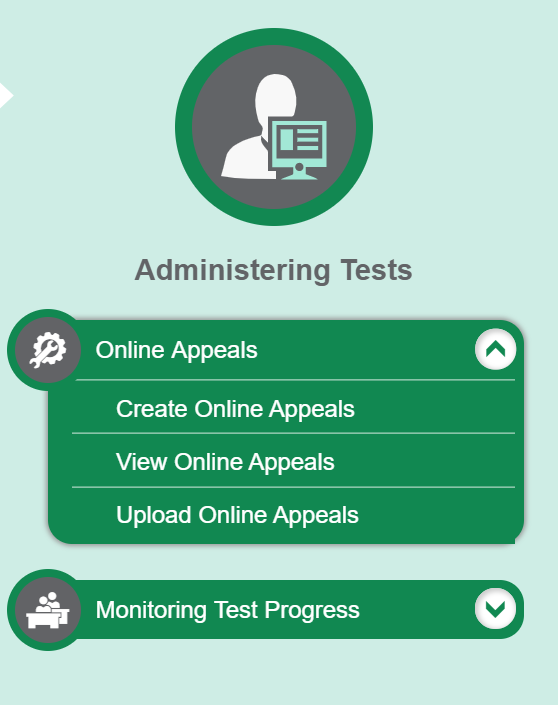 Administering Tests
Online Appeals
Create Online Appeals
View Online Appeals
Upload Online Appeals
Monitoring Test Progress